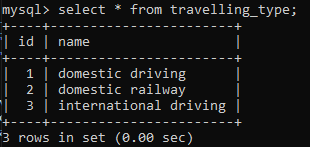 mysql> select * from travelling_type;
+----+-----------------------+
| id | name                  |
+----+-----------------------+
|  1 | domestic driving      |
|  2 | domestic railway      |
|  3 | international driving |
+----+-----------------------+
3 rows in set (0.00 sec)